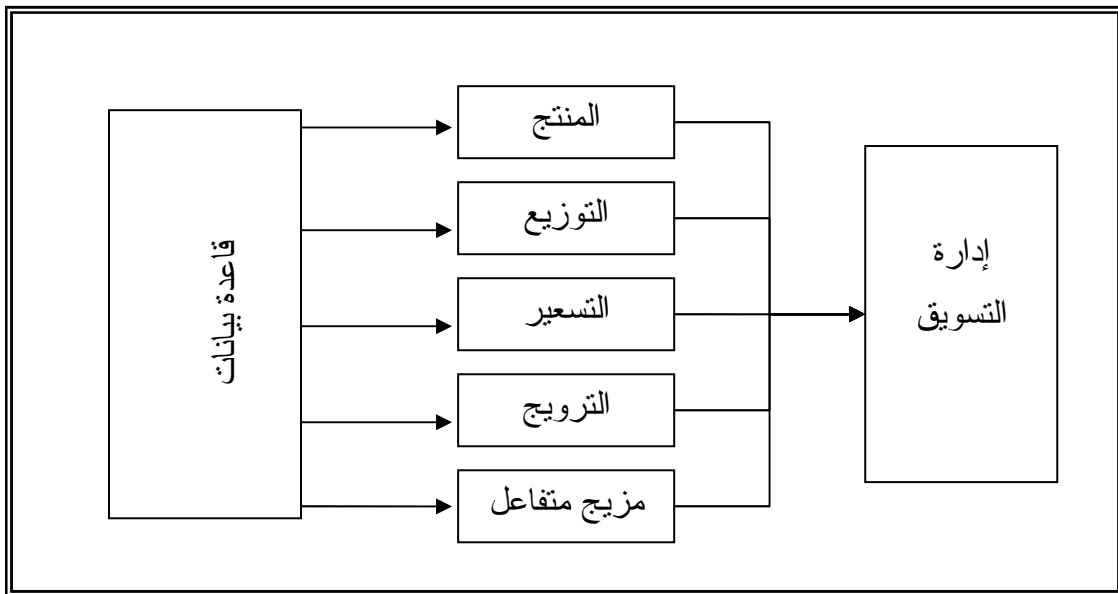 قاعدة بيانات
المنتج
التوزيع
التسعير
الترويج
مزيج متفاعل
إدارة
التسويق